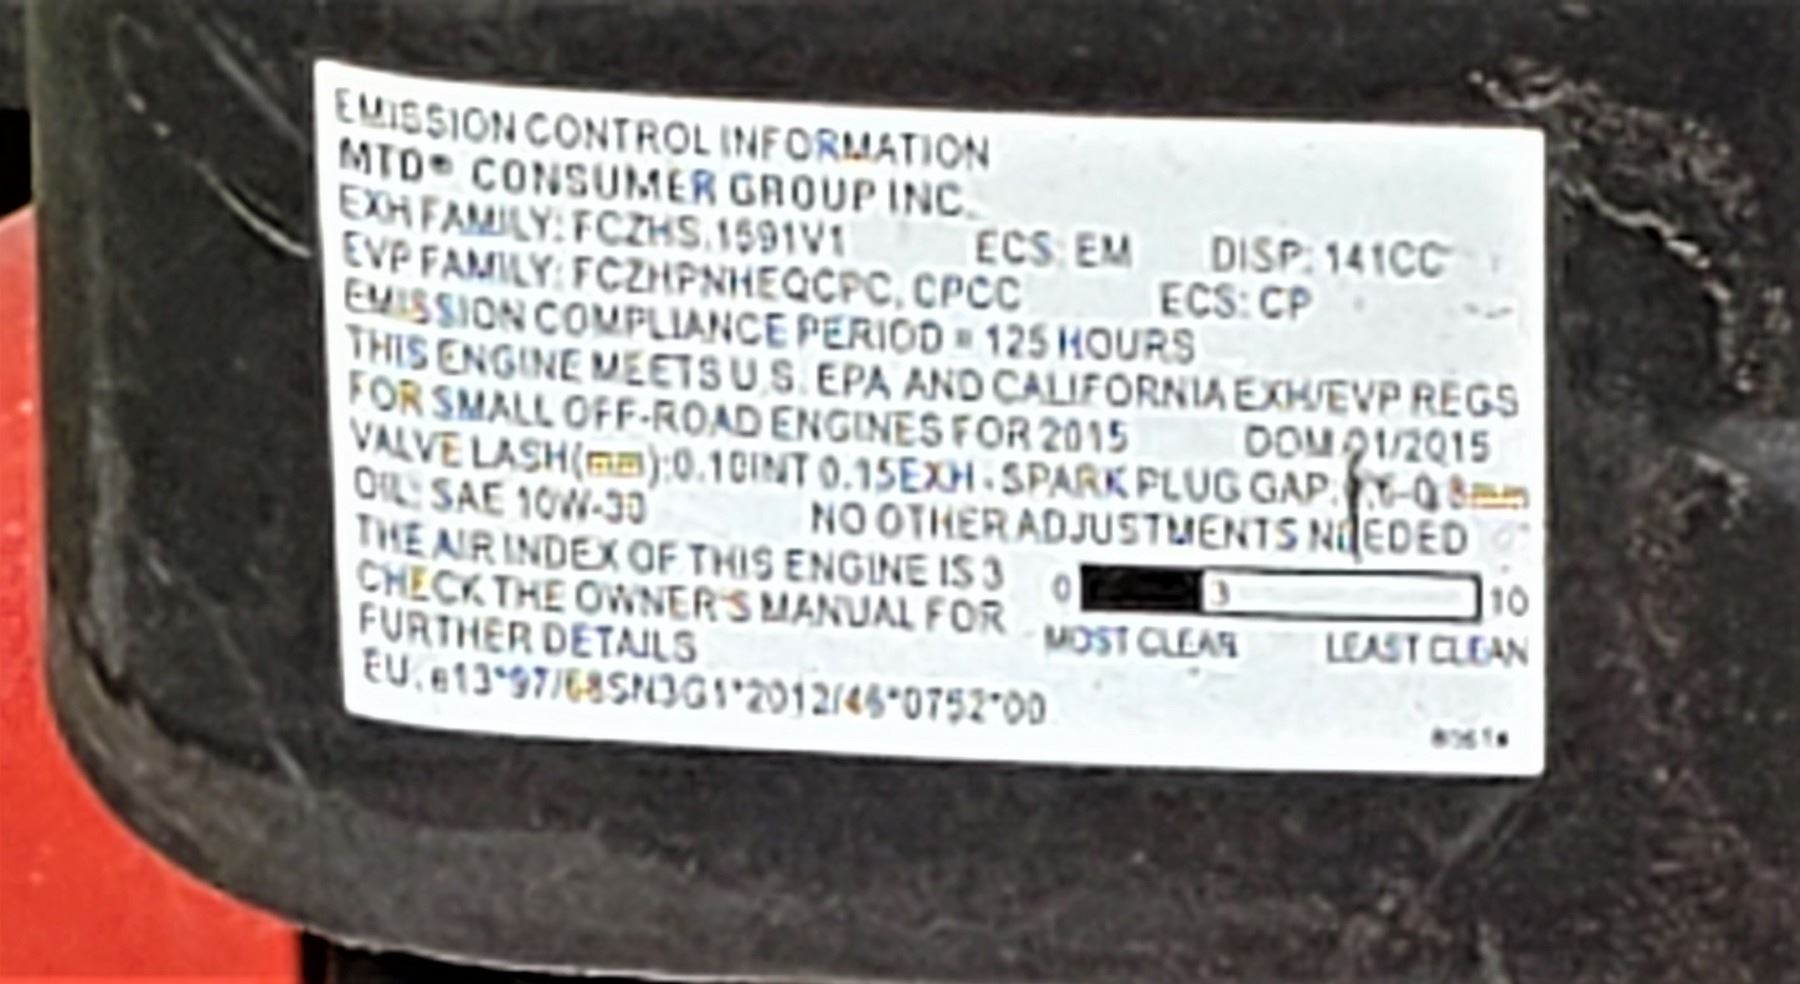 EMISSION CONTROL INFORMATION
MTD® CONSUMER GROUP INC.
EXH FAMILY: FCZHS.1591V1 ECS: EM DISP: 141CC
EVP FAMILY: FCZHPNHEQCPC, CPCC ECS: CP
EMISSION COMPLIANCE PERIOD = 125 HOURS
THIS ENGINE MEETS U.S. EPA AND CALIFORNIA EXH/EVP REGS
FOR SMALL OFF-ROAD ENGINES FOR 2015 DOM 01/2015
VALVE LASH(mm):0.10INT 0.15EXH. SPARK PLUG GAP:
OIL: SAE 10W-30 NO OTHER ADJUSTMENTS NEEDED
THE AIR INDEX OF THIS ENGINE IS 3
CHECK THE OWNER'S MANUAL FOR
FURTHER DETAILS
0 3 10
MOST CLEAN LEAST CLEAN
EU: e13*97/68SN3G1*2012/46*0752*00